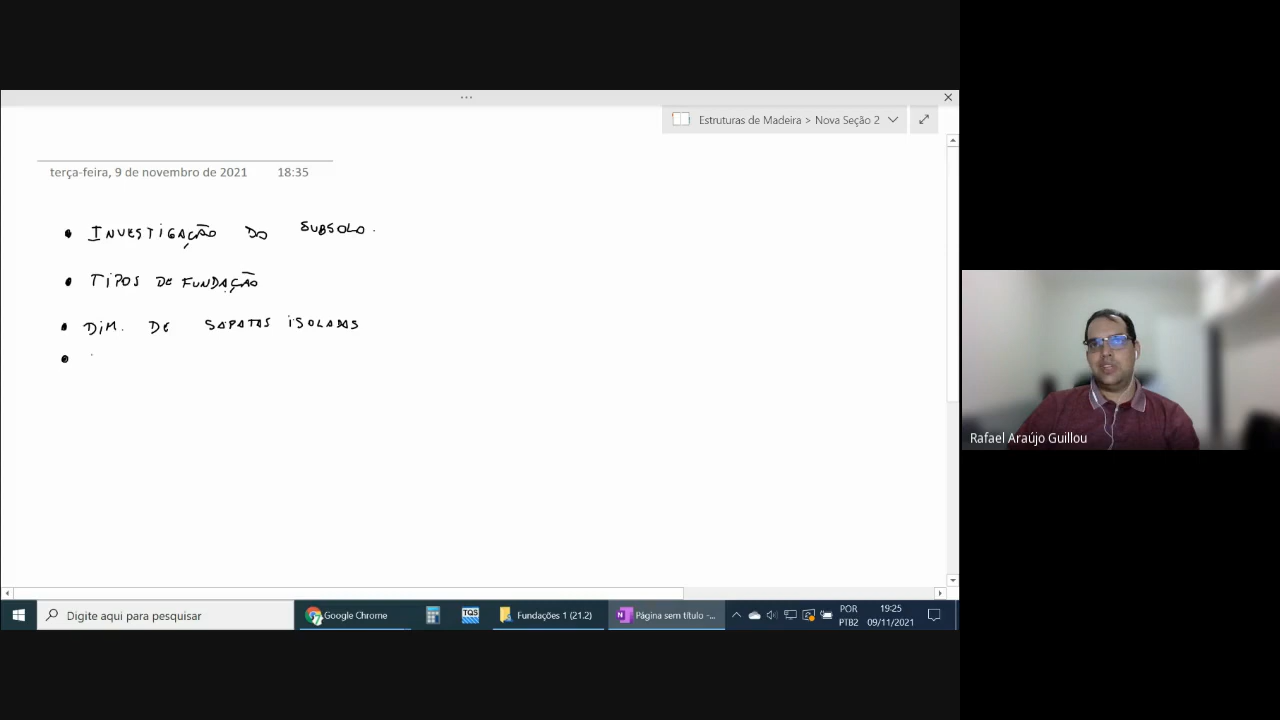 Estruturas de Madeira > Nova Seção 2
terça-feira, 9 de novembro de 2021 18:35
• INVESTIGAÇÃO DO SUBSOLO.
• TIPOS DE FUNDAÇÃO
• DIM. DE SAPATAS ISOLADAS
•
Rafael Araújo Guillou
Digite aqui para pesquisar
Google Chrome
TQS
Fundações 1 (21.2)
Página sem título -...
POR
PTB2
19:25
09/11/2021